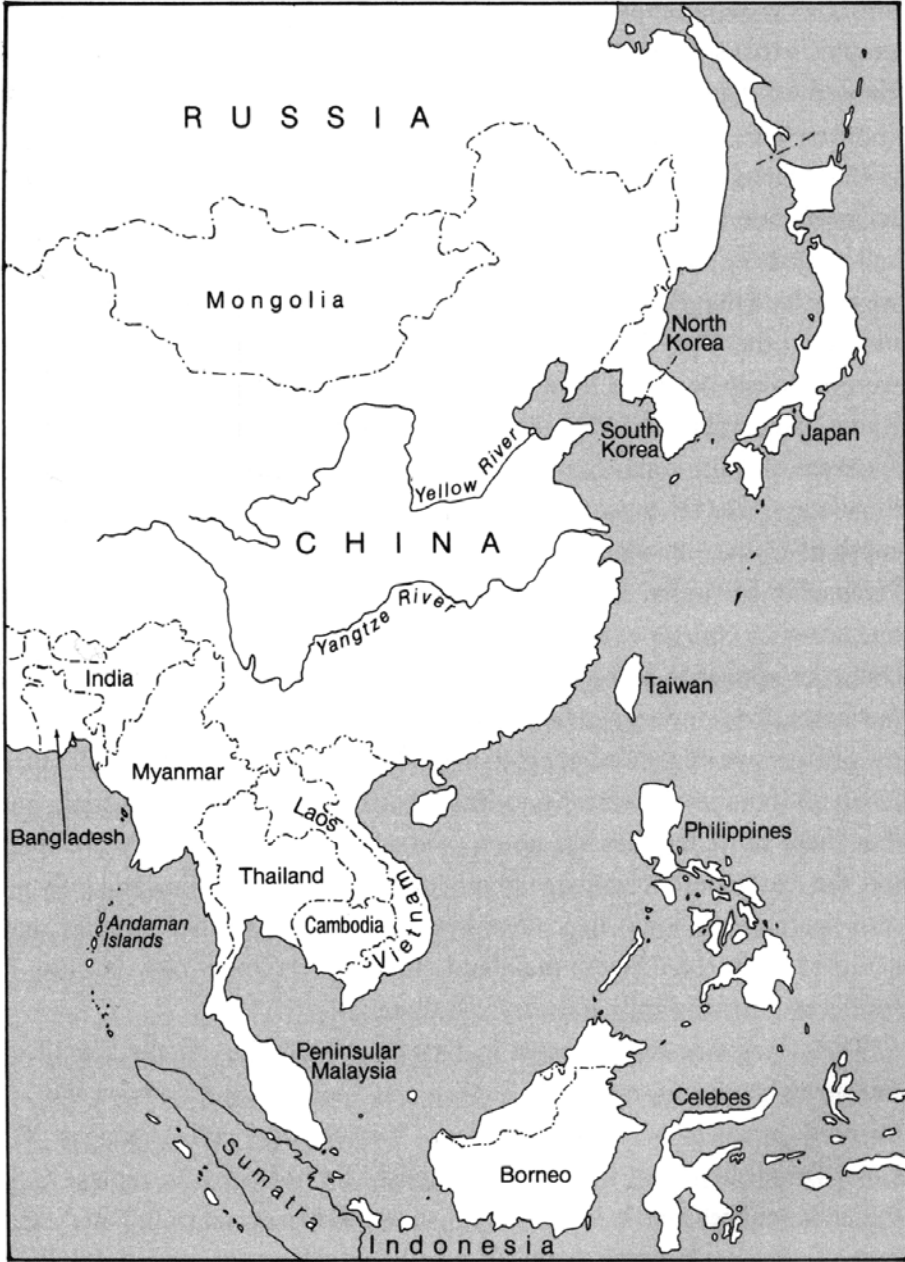 RUSSIA
Mongolia
North
Korea
South
Korea
Japan
Yellow River
CHINA
Yangtze River
India
Taiwan
Myanmar
Laos
Bangladesh
Philippines
Thailand
Vietnam
Cambodia
Andaman
Islands
Peninsular
Malaysia
Celebes
Sumatra
Borneo
Indonesia